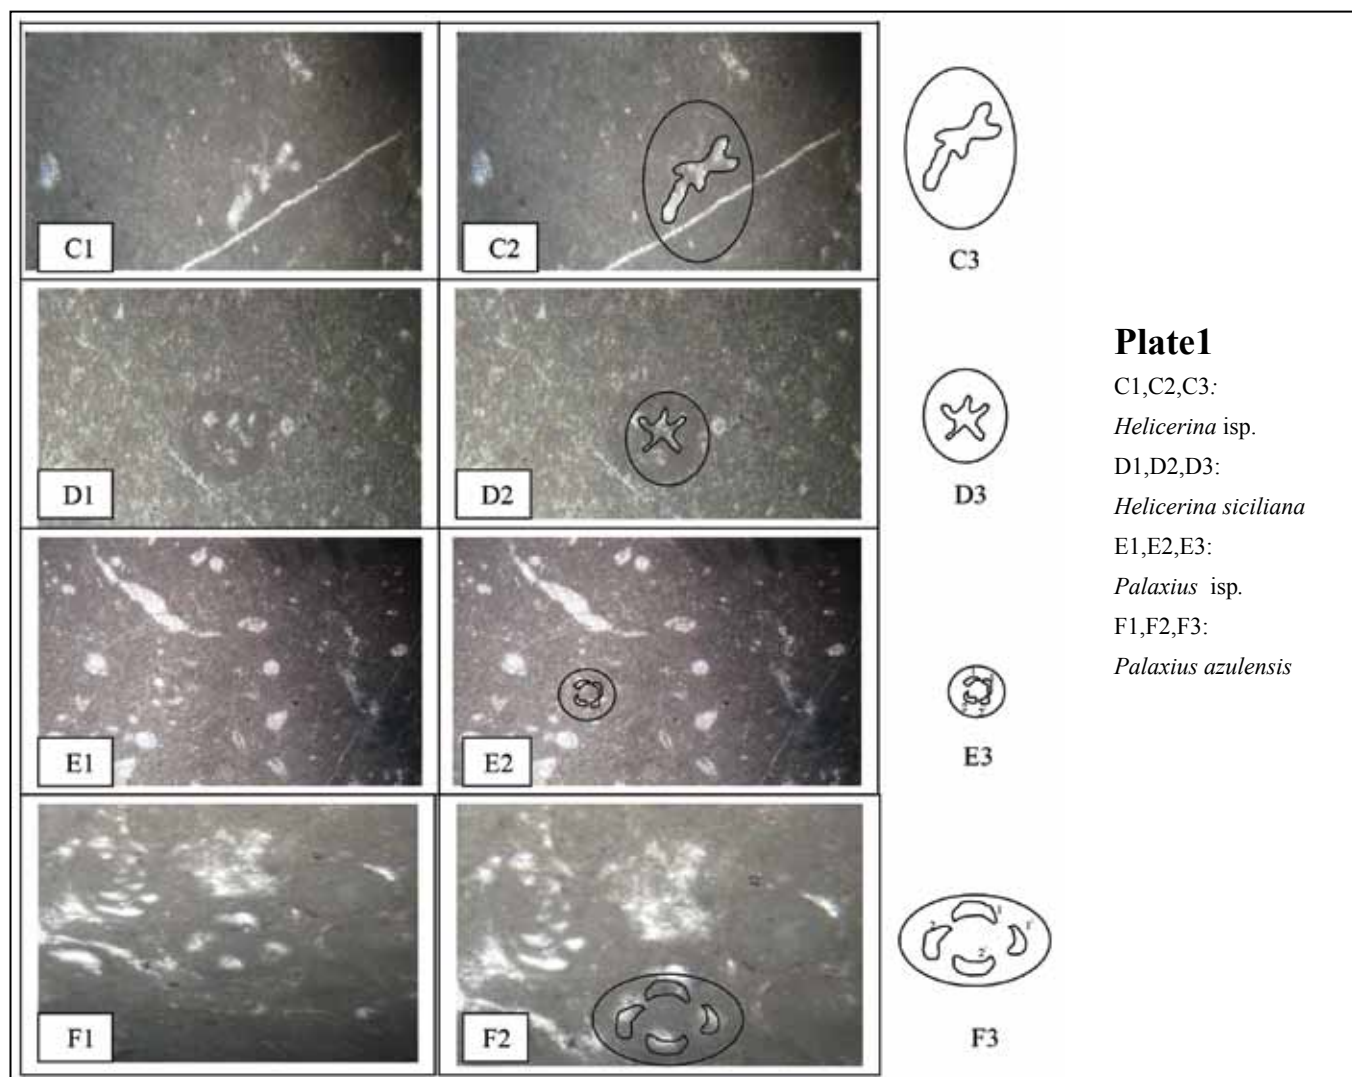 C1
C2
C3
D1
D2
D3
E1
E2
E3
F1
F2
F3
Plate1
C1,C2,C3:
Helicerina isp.
D1,D2,D3:
Helicerina siciliana
E1,E2,E3:
Palaxius isp.
F1,F2,F3:
Palaxius azulensis